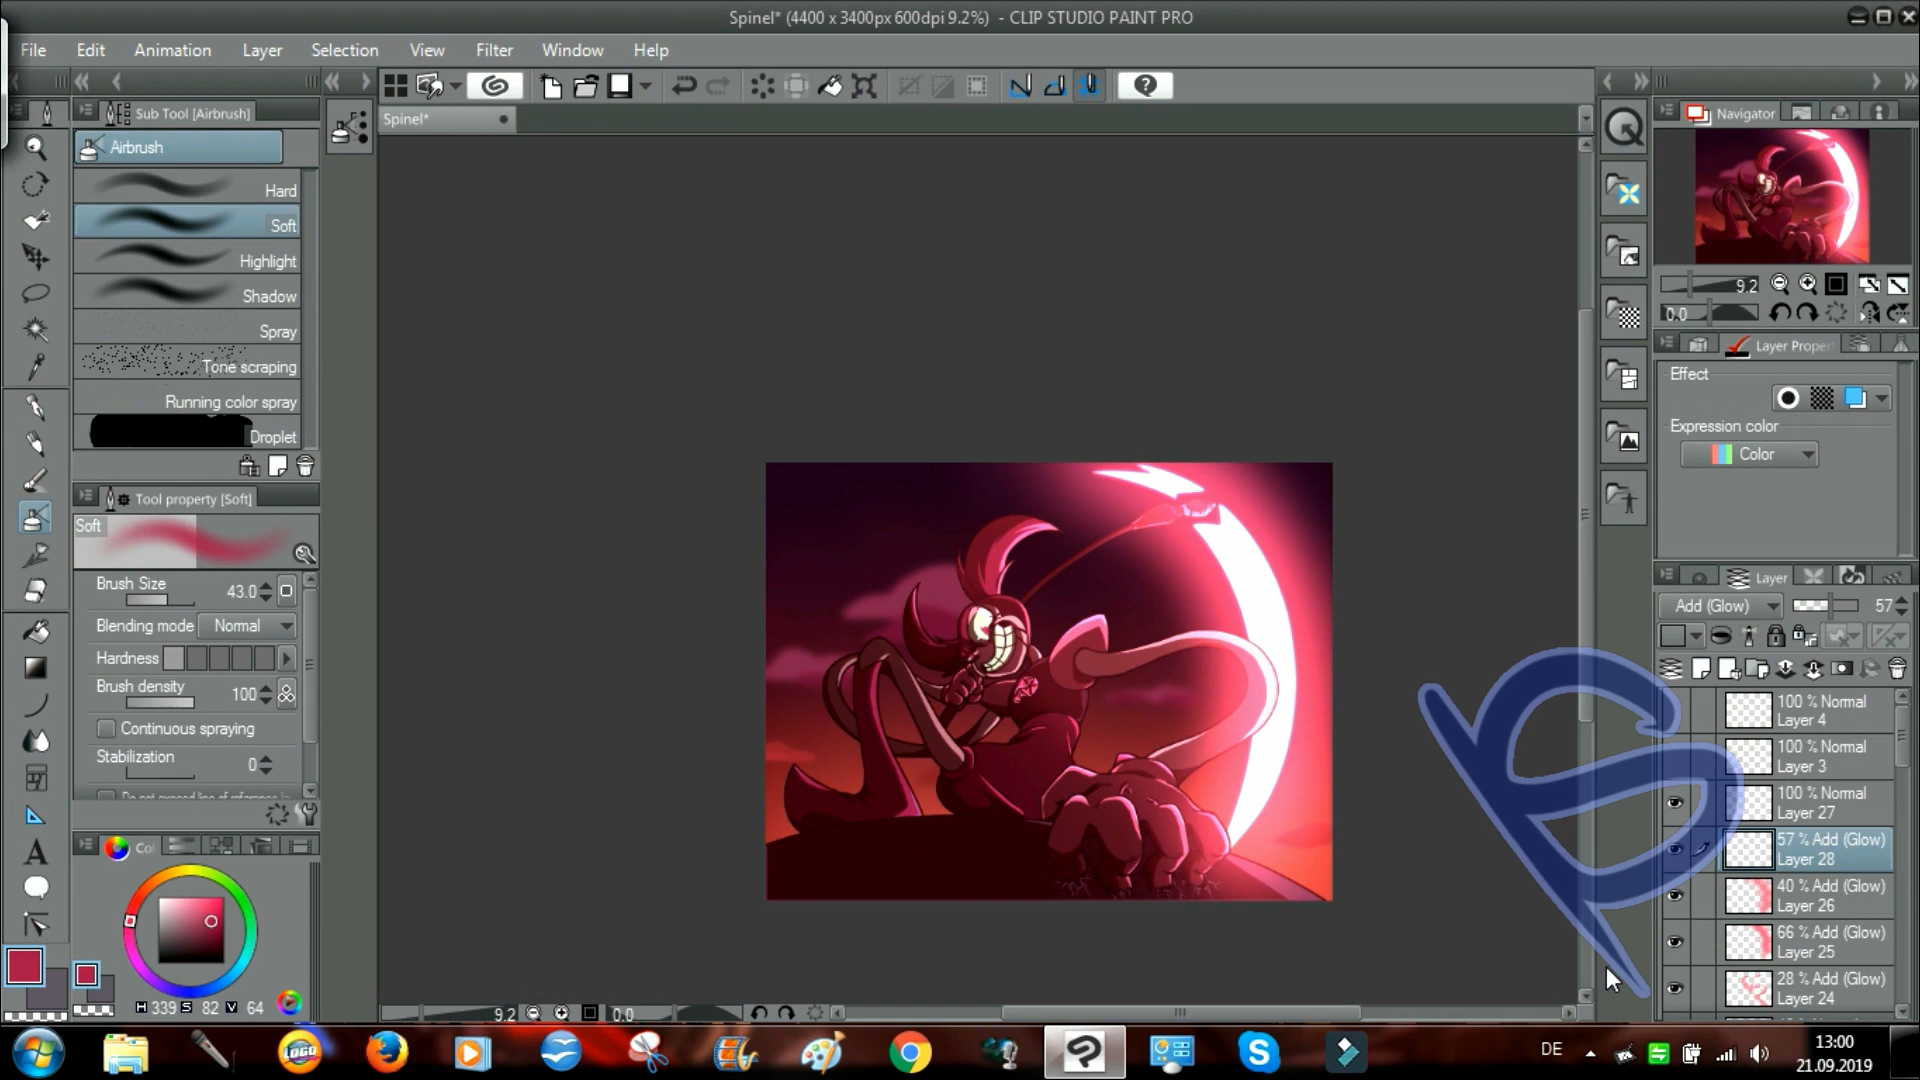 Spinel* (4400 x 3400px 600dpi 9.2%) - CLIP STUDIO PAINT PRO
File Edit Animation Layer Selection View Filter Window Help
Sub Tool [Airbrush]
Airbrush
Hard
Soft
Highlight
Shadow
Spray
Tone scraping
Running color spray
Droplet
Tool property [Soft]
Soft
Brush Size 43.0
Blending mode Normal
Hardness
Brush density 100
Continuous spraying
Stabilization 0
H 339 S 82 V 64
Spinel*
9.2 0.0
Navigator
9.2
0.0
Effect
Expression color
Color
Layer
Add (Glow) 57
100 % Normal
Layer 4
100 % Normal
Layer 3
100 % Normal
Layer 27
57 % Add (Glow)
Layer 28
40 % Add (Glow)
Layer 26
66 % Add (Glow)
Layer 25
28 % Add (Glow)
Layer 24
LOGO
DE
13:00
21.09.2019